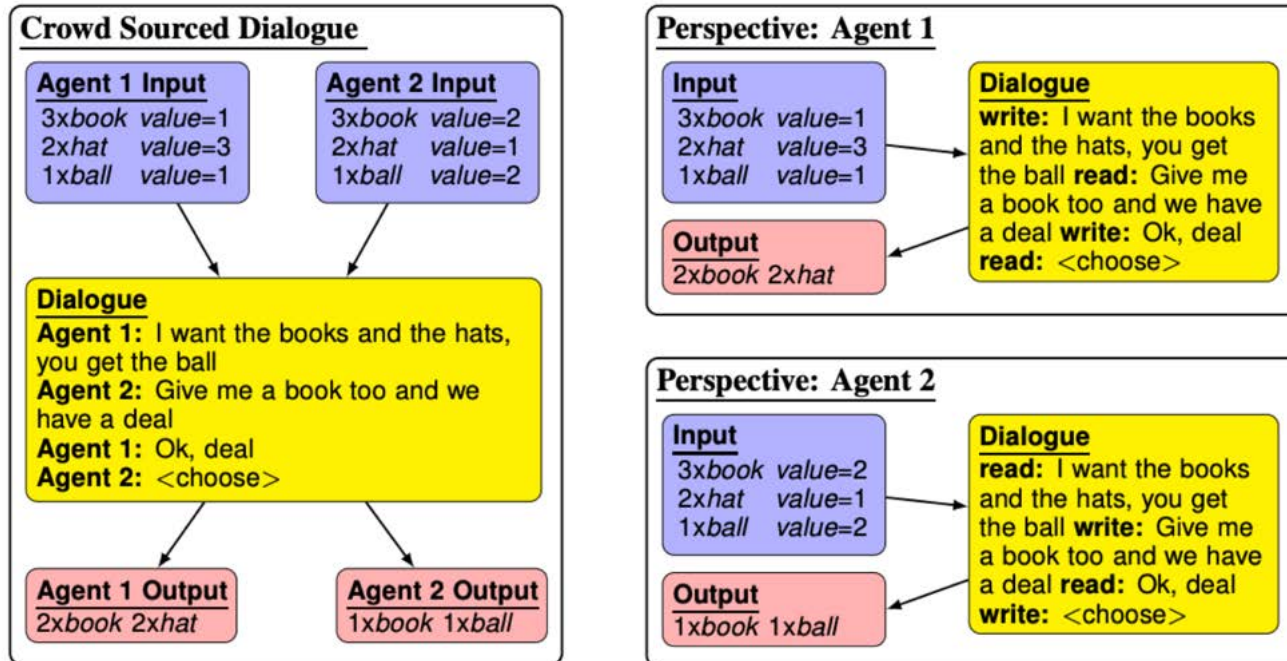 Crowd Sourced Dialogue
Agent 1 Input
3xbook value=1
2xhat value=3
1xball value=1
Agent 2 Input
3xbook value=2
2xhat value=1
1xball value=2
Dialogue
Agent 1: I want the books and the hats,
you get the ball
Agent 2: Give me a book too and we
have a deal
Agent 1: Ok, deal
Agent 2: <choose>
Agent 1 Output
2xbook 2xhat
Agent 2 Output
1xbook 1xball
Perspective: Agent 1
Input
3xbook value=1
2xhat value=3
1xball value=1
Output
2xbook 2xhat
Dialogue
write: I want the books
and the hats, you get
the ball read: Give me
a book too and we have
a deal write: Ok, deal
read: <choose>
Perspective: Agent 2
Input
3xbook value=2
2xhat value=1
1xball value=2
Output
1xbook 1xball
Dialogue
read: I want the books
and the hats, you get
the ball write: Give me
a book too and we have
a deal read: Ok, deal
write: <choose>